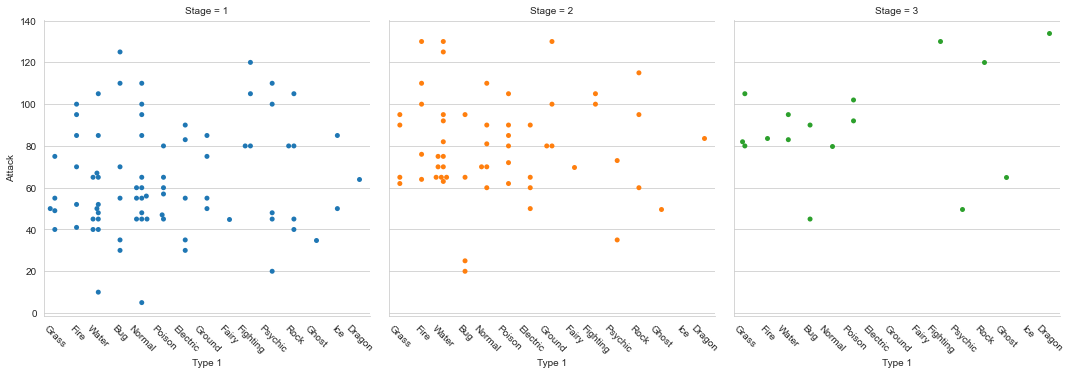 Stage = 1
Stage = 2
Stage = 3
Attack
140
120
100
80
60
40
20
0
Grass
Fire
Water
Bug
Normal
Poison
Electric
Ground
Fairy
Fighting
Psychic
Rock
Ghost
Ice
Dragon
Type 1
Grass
Fire
Water
Bug
Normal
Poison
Electric
Ground
Fairy
Fighting
Psychic
Rock
Ghost
Ice
Dragon
Type 1
Grass
Fire
Water
Bug
Normal
Poison
Electric
Ground
Fairy
Fighting
Psychic
Rock
Ghost
Ice
Dragon
Type 1